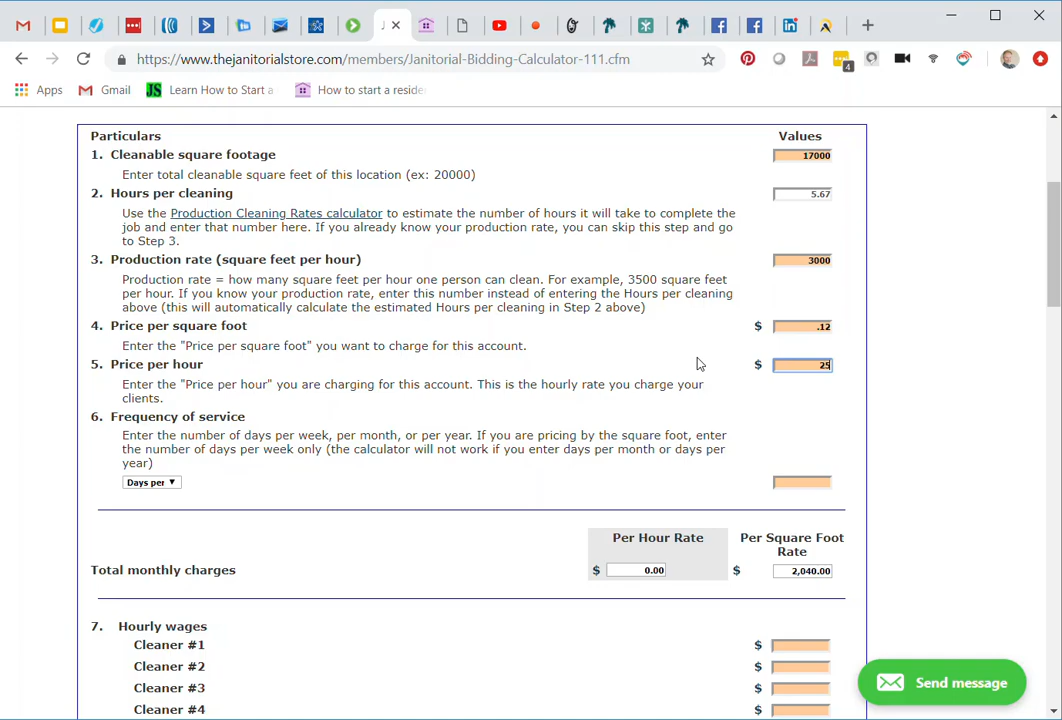 https://www.thejanitorialstore.com/members/Janitorial-Bidding-Calculator-111.cfm
4
Apps
Gmail
JS
Learn How to Start a
How to start a reside
Particulars
Values
1. Cleanable square footage
17000
Enter total cleanable square feet of this location (ex: 20000)
2. Hours per cleaning
5.67
Use the Production Cleaning Rates calculator to estimate the number of hours it will take to complete the
job and enter that number here. If you already know your production rate, you can skip this step and go
to Step 3.
3. Production rate (square feet per hour)
3000
Production rate = how many square feet per hour one person can clean. For example, 3500 square feet
per hour. If you know your production rate, enter this number instead of entering the Hours per cleaning
above (this will automatically calculate the estimated Hours per cleaning in Step 2 above)
4. Price per square foot
$ .12
Enter the "Price per square foot" you want to charge for this account.
5. Price per hour
$ 25
Enter the "Price per hour" you are charging for this account. This is the hourly rate you charge your
clients.
6. Frequency of service
Enter the number of days per week, per month, or per year. If you are pricing by the square foot, enter
the number of days per week only (the calculator will not work if you enter days per month or days per
year)
Days per
Per Hour Rate
Per Square Foot
Rate
Total monthly charges
$ 0.00
$ 2,040.00
7. Hourly wages
Cleaner #1 $
Cleaner #2 $
Cleaner #3 $
Cleaner #4 $
Send message